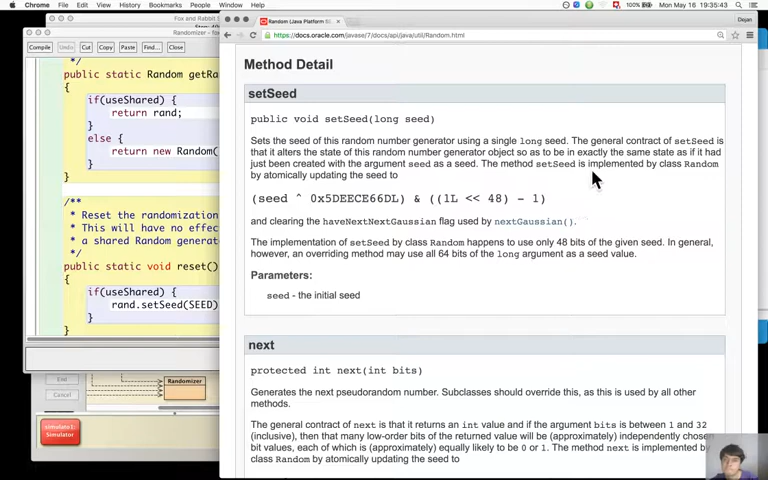 Chrome File Edit View History Bookmarks People Window Help
100% Mon May 16 19:35:43
Fox and Rabbit
Randomizer
Compile Undo Cut Copy Paste Find... Close
*/
public static Random getRa
{
if(useShared) {
return rand;
}
else {
return new Random(
}
}
/**
* Reset the randomization
* This will have no effec
* a shared Random generat
*/
public static void reset()
{
if(useShared) {
rand.setSeed(SEED)
}
}
End
Cancel
Randomizer
simulato1:
Simulator
Random (Java Platform SE
Dejan
https://docs.oracle.com/javase/7/docs/api/java/util/Random.html
Method Detail
setSeed
public void setSeed(long seed)
Sets the seed of this random number generator using a single long seed. The general contract of setSeed is
that it alters the state of this random number generator object so as to be in exactly the same state as if it had
just been created with the argument seed as a seed. The method setSeed is implemented by class Random
by atomically updating the seed to
(seed ^ 0x5DEECE66DL) & ((1L << 48) - 1)
and clearing the haveNextNextGaussian flag used by nextGaussian().
The implementation of setSeed by class Random happens to use only 48 bits of the given seed. In general,
however, an overriding method may use all 64 bits of the long argument as a seed value.
Parameters:
seed - the initial seed
next
protected int next(int bits)
Generates the next pseudorandom number. Subclasses should override this, as this is used by all other
methods.
The general contract of next is that it returns an int value and if the argument bits is between 1 and 32
(inclusive), then that many low-order bits of the returned value will be (approximately) independently chosen
bit values, each of which is (approximately) equally likely to be 0 or 1. The method next is implemented by
class Random by atomically updating the seed to